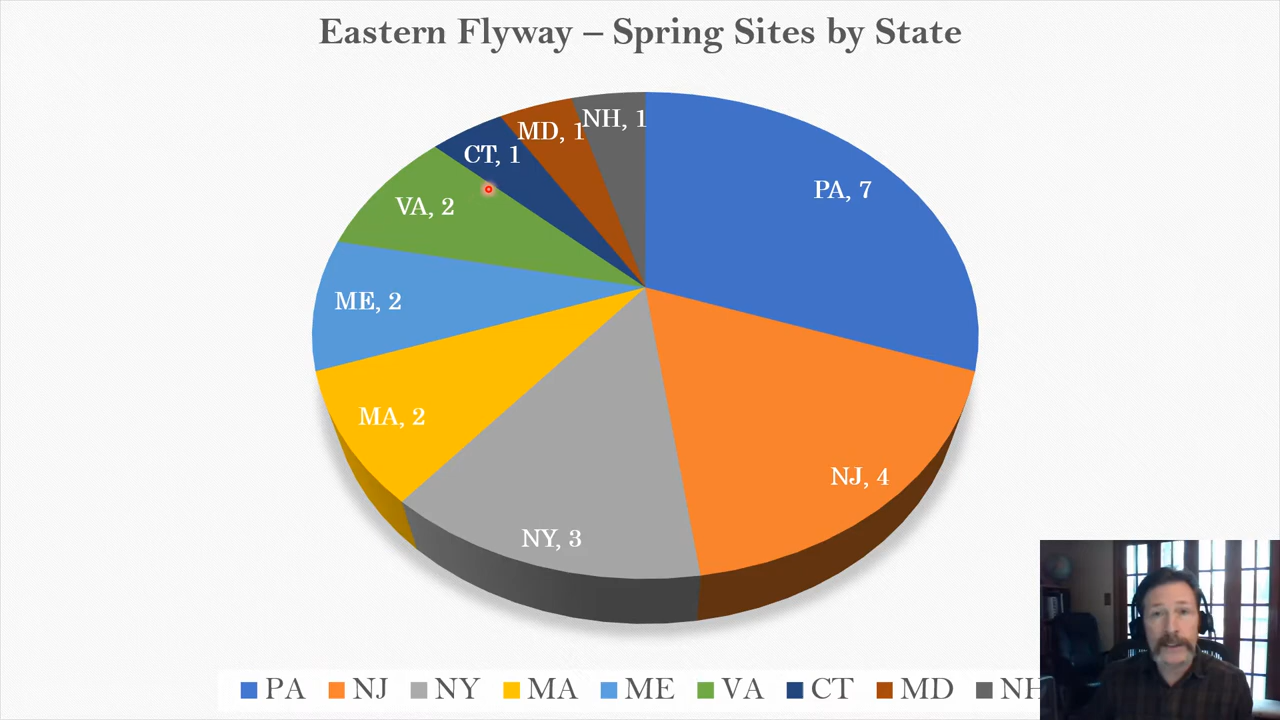 Eastern Flyway – Spring Sites by State
NH, 1
MD, 1
CT, 1
PA, 7
VA, 2
ME, 2
MA, 2
NJ, 4
NY, 3
PA NJ NY MA ME VA CT MD NH